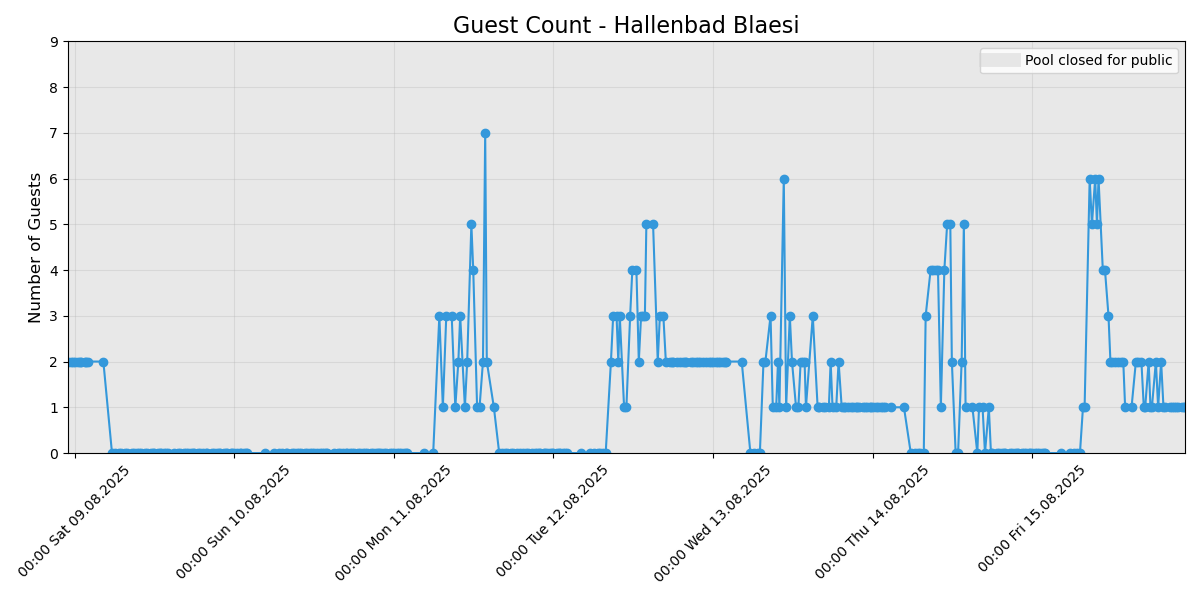 Guest Count - Hallenbad Blaesi
Pool closed for public
Number of Guests
9
8
7
6
5
4
3
2
1
0
00:00 Sat 09.08.2025
00:00 Sun 10.08.2025
00:00 Mon 11.08.2025
00:00 Tue 12.08.2025
00:00 Wed 13.08.2025
00:00 Thu 14.08.2025
00:00 Fri 15.08.2025